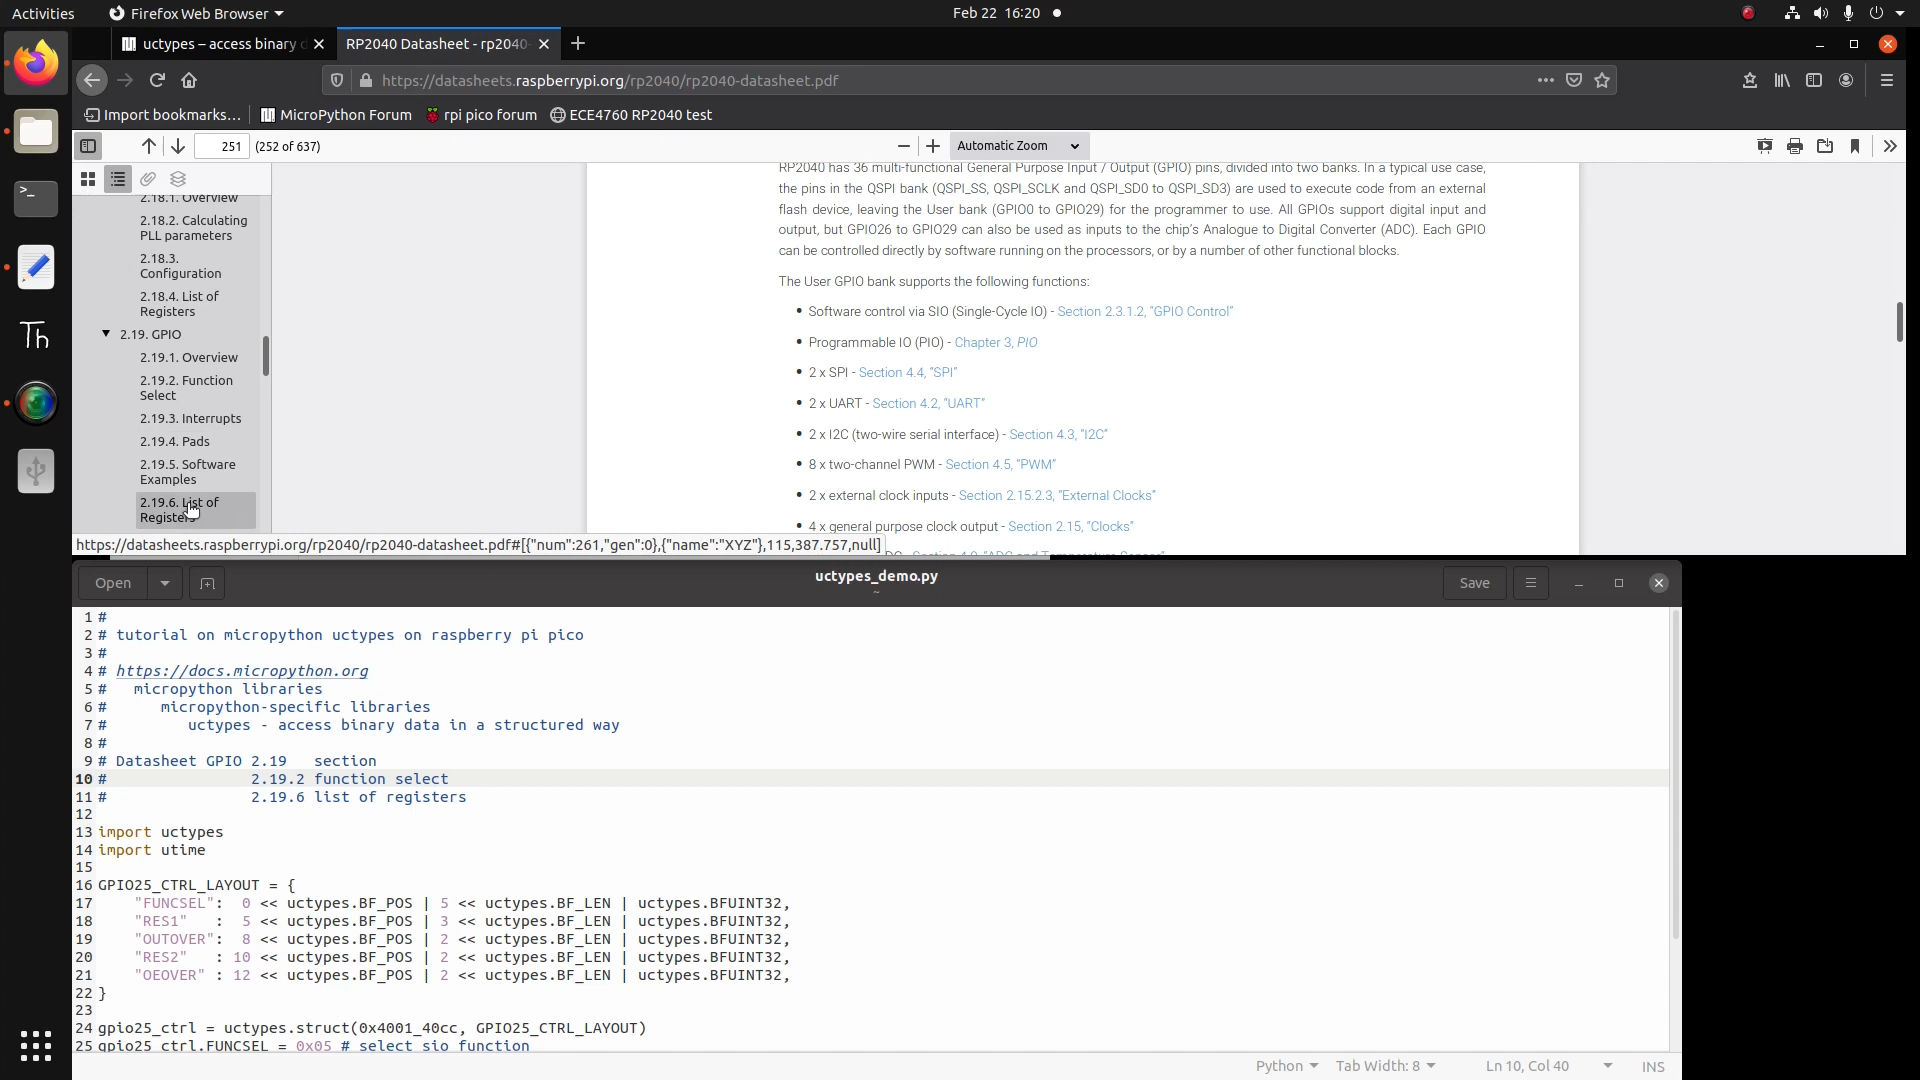 Activities
Firefox Web Browser
Feb 22 16:20
uctypes – access binary d
RP2040 Datasheet - rp2040-
https://datasheets.raspberrypi.org/rp2040/rp2040-datasheet.pdf
Import bookmarks…
MicroPython Forum
rpi pico forum
ECE4760 RP2040 test
251
(252 of 637)
Automatic Zoom
2.18.1. Overview
2.18.2. Calculating
PLL parameters
2.18.3.
Configuration
2.18.4. List of
Registers
2.19. GPIO
2.19.1. Overview
2.19.2. Function
Select
2.19.3. Interrupts
2.19.4. Pads
2.19.5. Software
Examples
2.19.6. List of
Registers
RP2040 has 36 multi-functional General Purpose Input / Output (GPIO) pins, divided into two banks. In a typical use case,
the pins in the QSPI bank (QSPI_SS, QSPI_SCLK and QSPI_SD0 to QSPI_SD3) are used to execute code from an external
flash device, leaving the User bank (GPIO0 to GPIO29) for the programmer to use. All GPIOs support digital input and
output, but GPIO26 to GPIO29 can also be used as inputs to the chip's Analogue to Digital Converter (ADC). Each GPIO
can be controlled directly by software running on the processors, or by a number of other functional blocks.
The User GPIO bank supports the following functions:
• Software control via SIO (Single-Cycle IO) - Section 2.3.1.2, “GPIO Control”
• Programmable IO (PIO) - Chapter 3, PIO
• 2 x SPI - Section 4.4, “SPI”
• 2 x UART - Section 4.2, “UART”
• 2 x I2C (two-wire serial interface) - Section 4.3, “I2C”
• 8 x two-channel PWM - Section 4.5, “PWM”
• 2 x external clock inputs - Section 2.15.2.3, “External Clocks”
• 4 x general purpose clock output - Section 2.15, “Clocks”
https://datasheets.raspberrypi.org/rp2040/rp2040-datasheet.pdf#[{"num":261,"gen":0},{"name":"XYZ"},115,387.757,null]
Open
uctypes_demo.py
~
Save
1 #
2 # tutorial on micropython uctypes on raspberry pi pico
3 #
4 # https://docs.micropython.org
5 #   micropython libraries
6 #      micropython-specific libraries
7 #         uctypes - access binary data in a structured way
8 #
9 # Datasheet GPIO 2.19   section
10 #                2.19.2 function select
11 #                2.19.6 list of registers
12
13 import uctypes
14 import utime
15
16 GPIO25_CTRL_LAYOUT = {
17     "FUNCSEL":  0 << uctypes.BF_POS | 5 << uctypes.BF_LEN | uctypes.BFUINT32,
18     "RES1"   :  5 << uctypes.BF_POS | 3 << uctypes.BF_LEN | uctypes.BFUINT32,
19     "OUTOVER":  8 << uctypes.BF_POS | 2 << uctypes.BF_LEN | uctypes.BFUINT32,
20     "RES2"   : 10 << uctypes.BF_POS | 2 << uctypes.BF_LEN | uctypes.BFUINT32,
21     "OEOVER" : 12 << uctypes.BF_POS | 2 << uctypes.BF_LEN | uctypes.BFUINT32,
22 }
23
24 gpio25_ctrl = uctypes.struct(0x4001_40cc, GPIO25_CTRL_LAYOUT)
25 gpio25_ctrl.FUNCSEL = 0x05 # select sio function
Python
Tab Width: 8
Ln 10, Col 40
INS